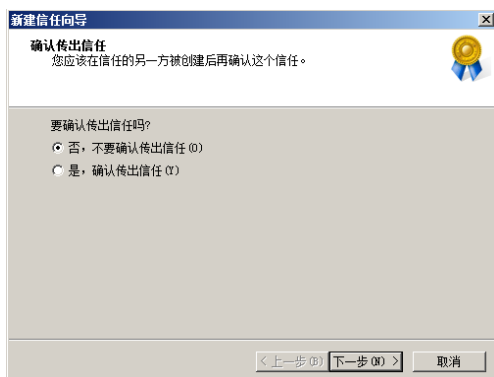 新建信任向导
确认传出信任
您应该在信任的另一方被创建后再确认这个信任。
要确认传出信任吗?
否，不要确认传出信任(O)
是，确认传出信任(Y)
< 上一步(B) 下一步(N) > 取消